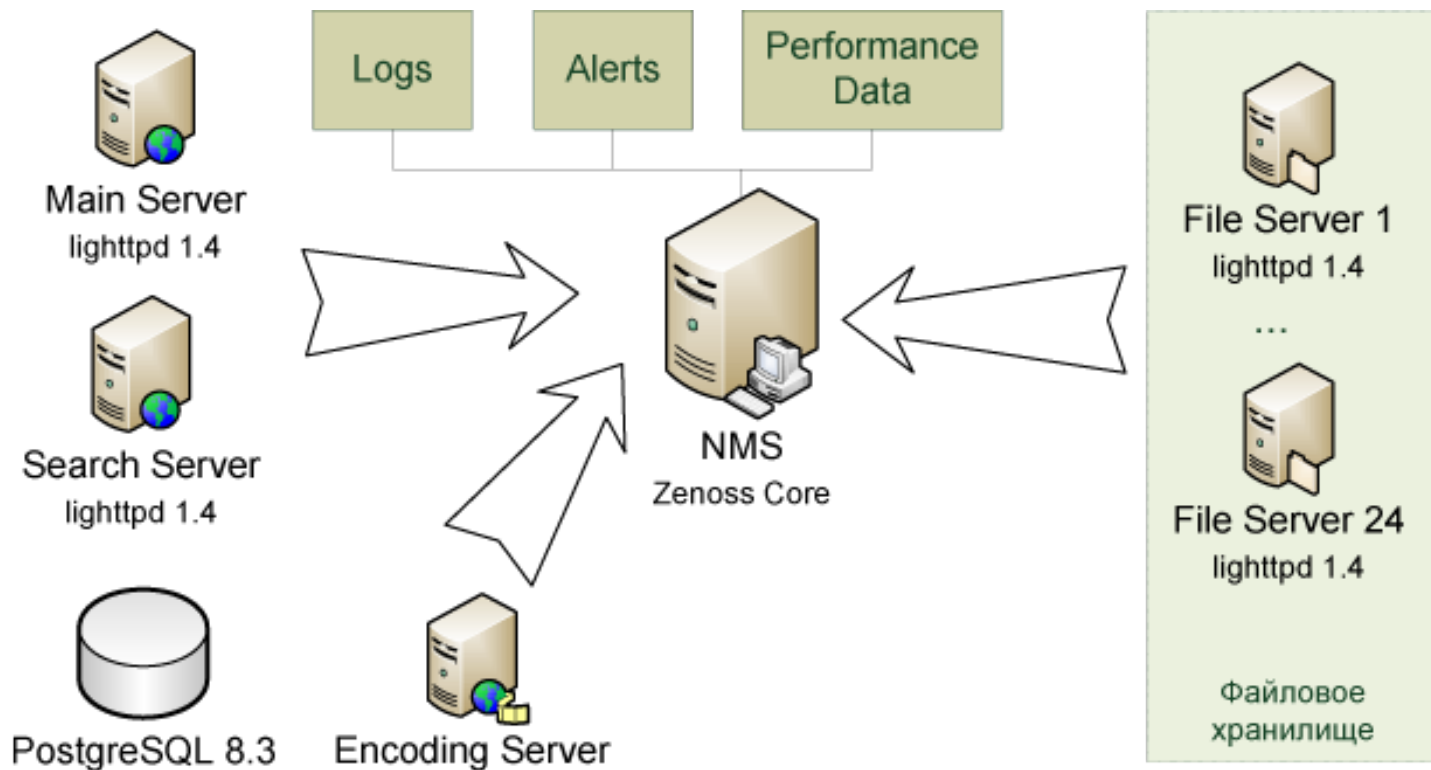 Logs
Alerts
Performance
Data
Main Server
lighttpd 1.4
Search Server
lighttpd 1.4
PostgreSQL 8.3
Encoding Server
NMS
Zenoss Core
File Server 1
lighttpd 1.4
...
File Server 24
lighttpd 1.4
Файловое
хранилище